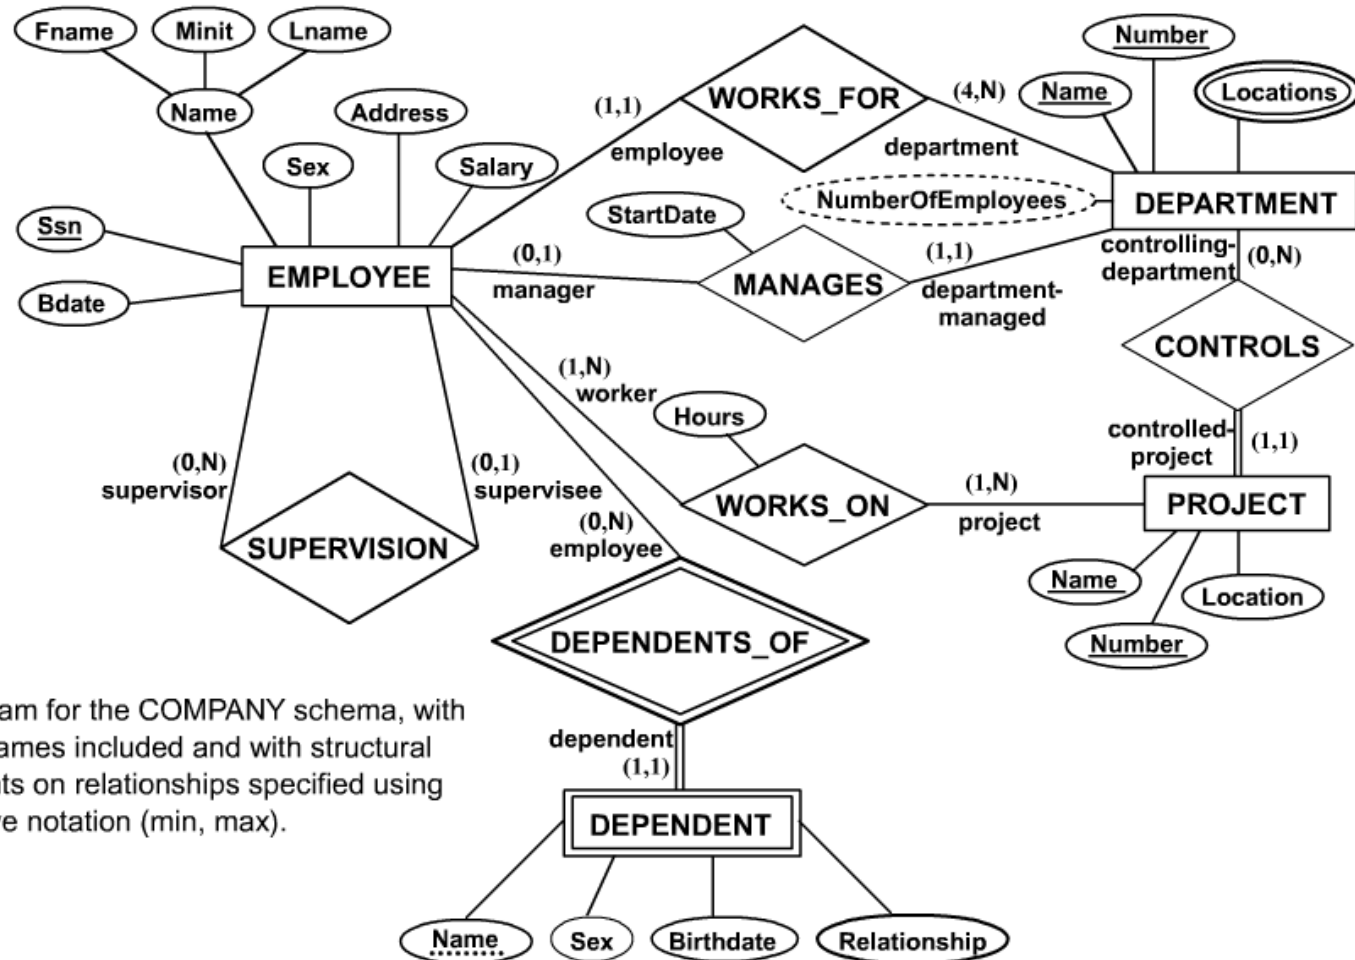 Fname
Minit
Lname
Name
Address
Sex
Salary
Ssn
Bdate
EMPLOYEE
(1,1)
employee
WORKS_FOR
(4,N)
department
Number
Name
Locations
NumberOfEmployees
DEPARTMENT
StartDate
(0,1)
manager
MANAGES
(1,1)
department-
managed
controlling-
department
(0,N)
CONTROLS
(1,N)
worker
Hours
controlled-
project
(1,1)
(0,N)
supervisor
(0,1)
supervisee
SUPERVISION
(0,N)
employee
WORKS_ON
(1,N)
project
PROJECT
Name
Number
Location
DEPENDENTS_OF
am for the COMPANY schema, with
ames included and with structural
ts on relationships specified using
e notation (min, max).
dependent
(1,1)
DEPENDENT
Name
Sex
Birthdate
Relationship